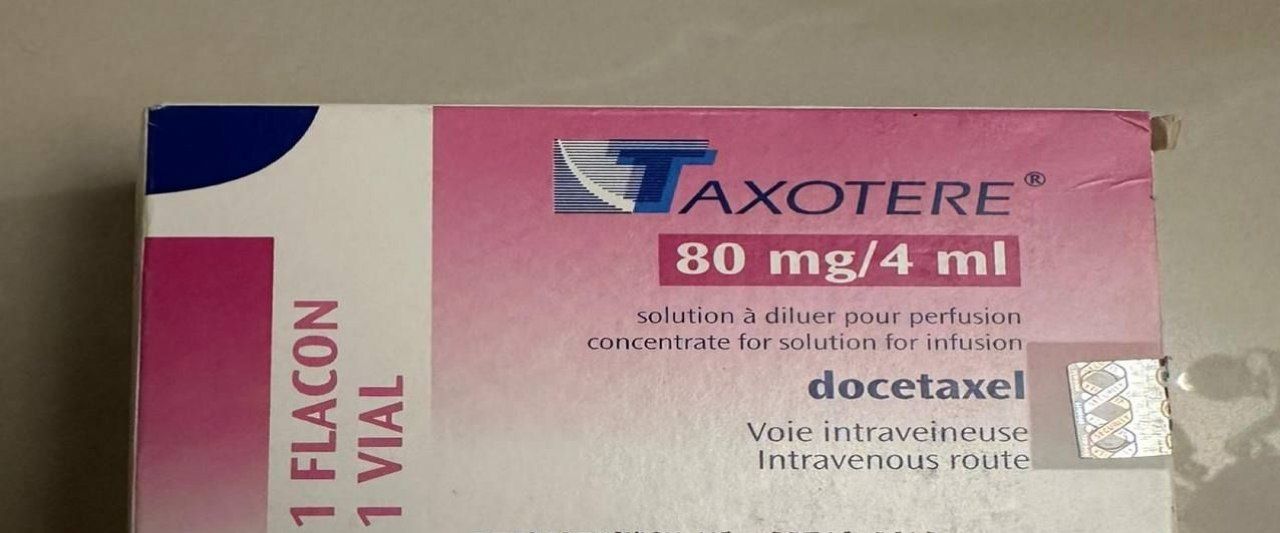 1 FLACON
1 VIAL
TAXOTERE®
80 mg/4 ml
solution à diluer pour perfusion
concentrate for solution for infusion
docetaxel
Voie intraveineuse
Intravenous route